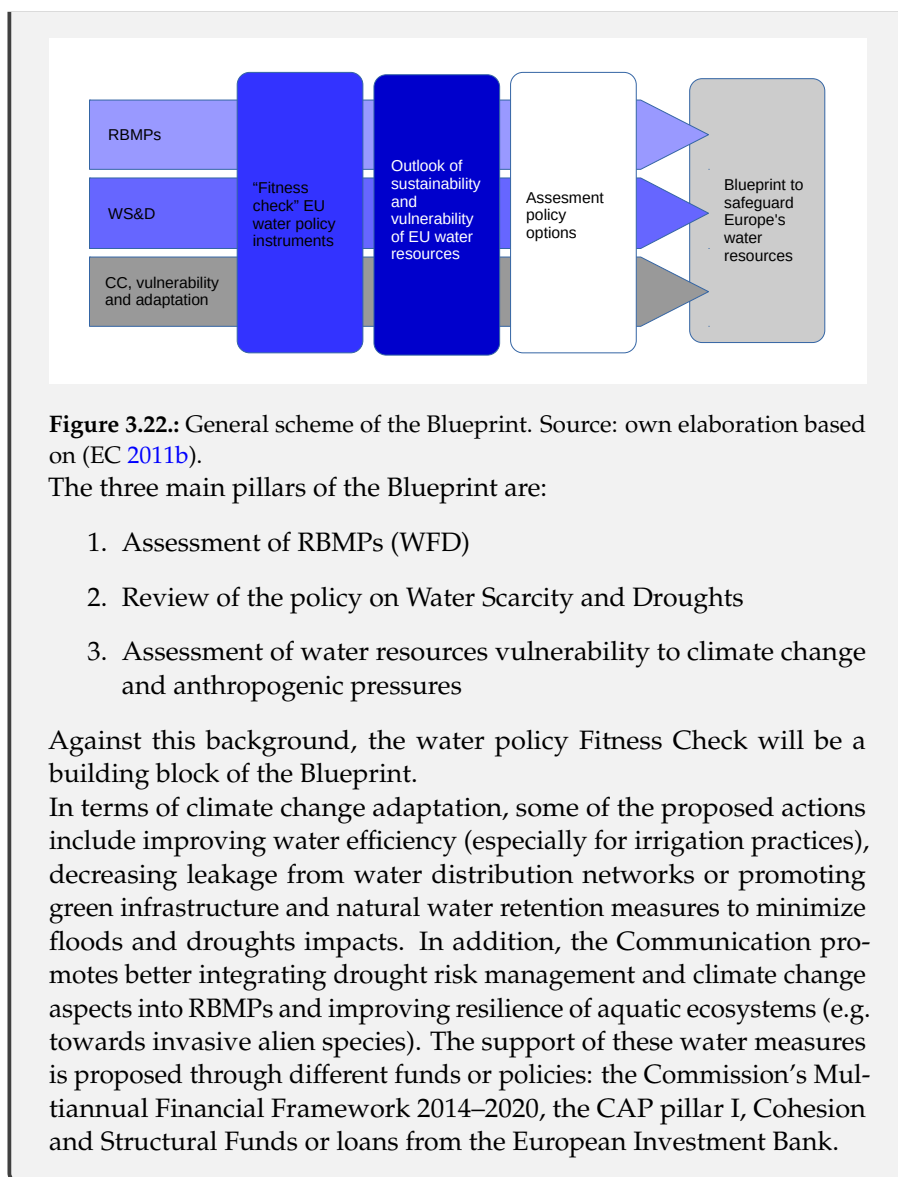 RBMPs
WS&D
CC, vulnerability
and adaptation
"Fitness
check" EU
water policy
instruments
Outlook of
sustainability
and
vulnerability
of EU water
resources
Assesment
policy
options
Blueprint to
safeguard
Europe's
water
resources
Figure 3.22.: General scheme of the Blueprint. Source: own elaboration based
on (EC 2011b).
The three main pillars of the Blueprint are:
1. Assessment of RBMPs (WFD)
2. Review of the policy on Water Scarcity and Droughts
3. Assessment of water resources vulnerability to climate change
and anthropogenic pressures
Against this background, the water policy Fitness Check will be a
building block of the Blueprint.
In terms of climate change adaptation, some of the proposed actions
include improving water efficiency (especially for irrigation practices),
decreasing leakage from water distribution networks or promoting
green infrastructure and natural water retention measures to minimize
floods and droughts impacts. In addition, the Communication pro-
motes better integrating drought risk management and climate change
aspects into RBMPs and improving resilience of aquatic ecosystems (e.g.
towards invasive alien species). The support of these water measures
is proposed through different funds or policies: the Commission's Mul-
tiannual Financial Framework 2014–2020, the CAP pillar I, Cohesion
and Structural Funds or loans from the European Investment Bank.